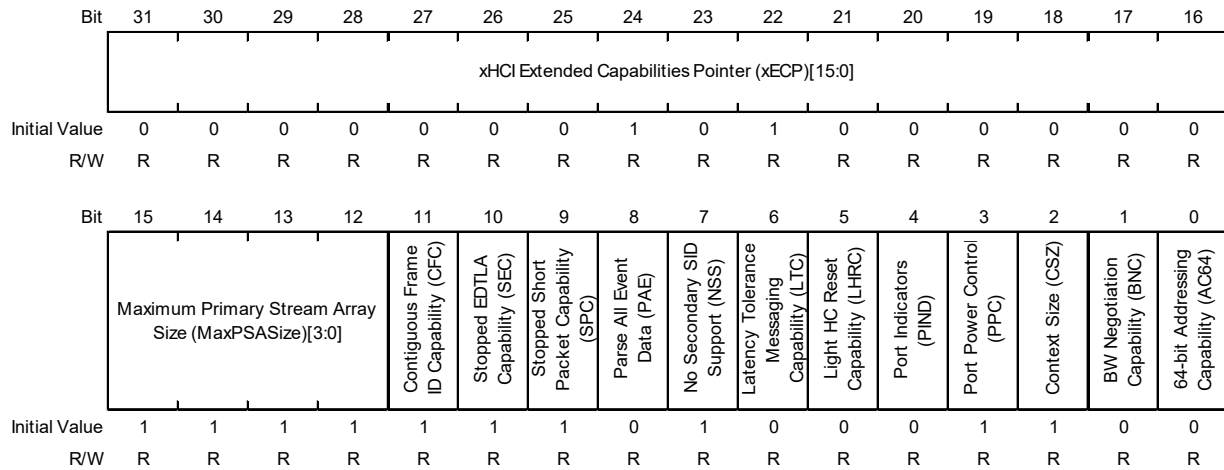 Bit 31 30 29 28 27 26 25 24 23 22 21 20 19 18 17 16
xHCI Extended Capabilities Pointer (xECP)[15:0]
Initial Value 0 0 0 0 0 0 0 1 0 1 0 0 0 0 0 0
R/W R R R R R R R R R R R R R R R R
Bit 15 14 13 12 11 10 9 8 7 6 5 4 3 2 1 0
Maximum Primary Stream Array
Size (MaxPSASize)[3:0]
Contiguous Frame
ID Capability (CFC)
Stopped EDTLA
Capability (SEC)
Stopped Short
Packet Capability
(SPC)
Parse All Event
Data (PAE)
No Secondary SID
Support (NSS)
Latency Tolerance
Messaging
Capability (LTC)
Light HC Reset
Capability (LHRC)
Port Indicators
(PIND)
Port Power Control
(PPC)
Context Size (CSZ)
BW Negotiation
Capability (BNC)
64-bit Addressing
Capability (AC64)
Initial Value 1 1 1 1 1 1 1 0 1 0 0 0 1 1 0 0
R/W R R R R R R R R R R R R R R R R